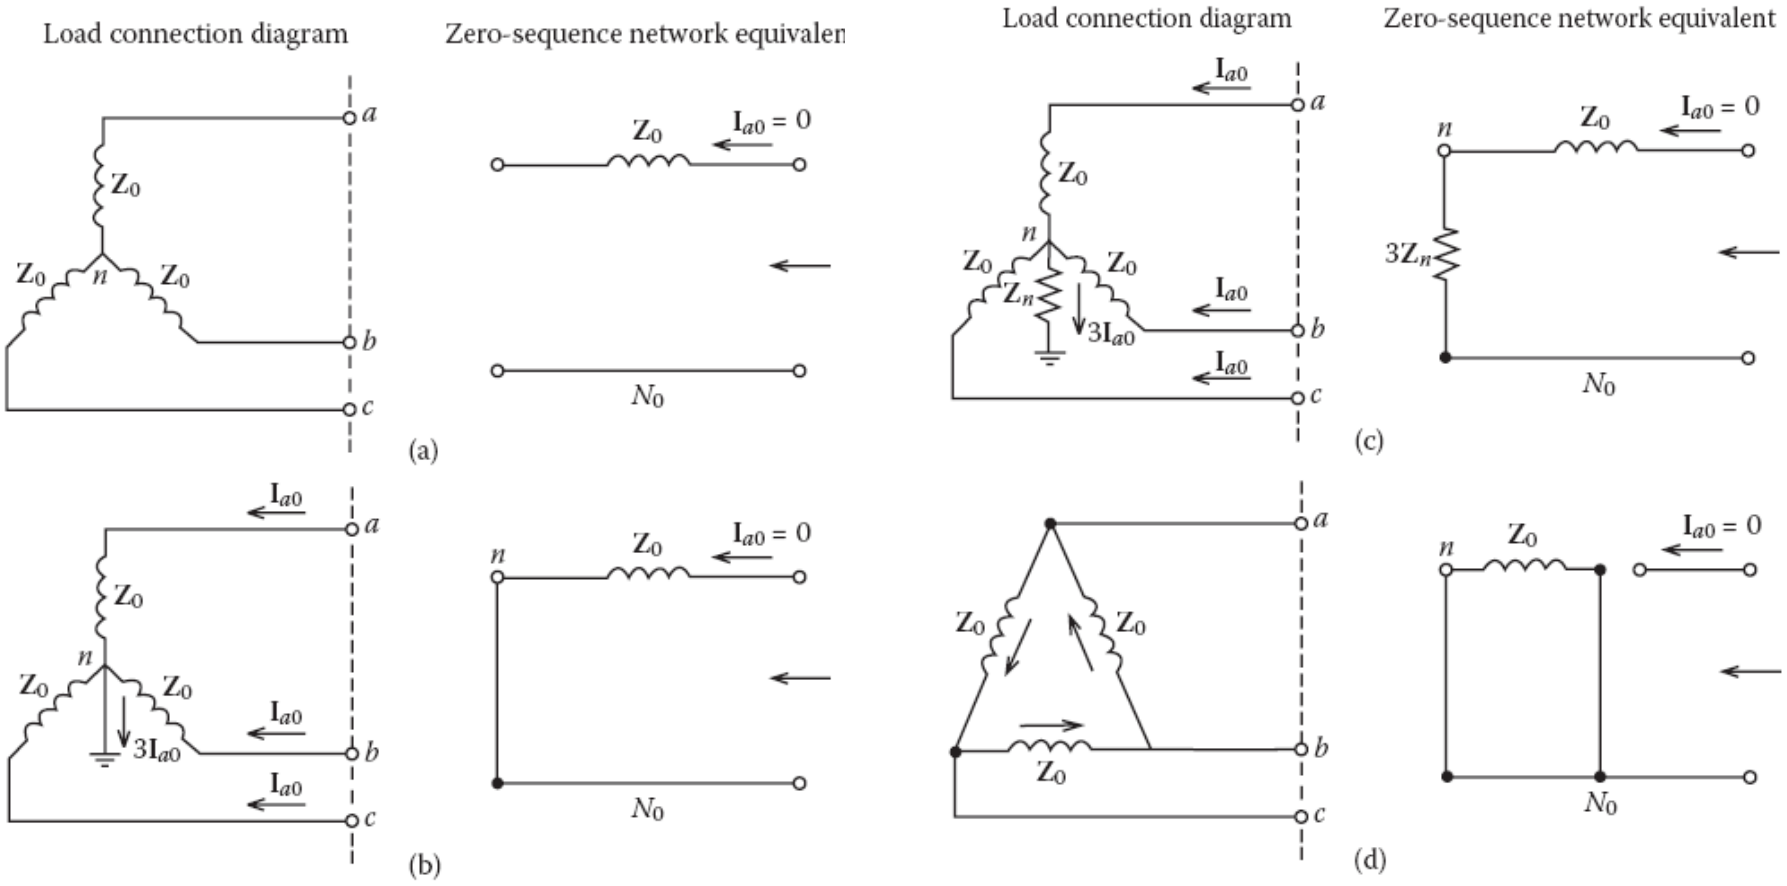 Load connection diagram
Zero-sequence network equivalen
a
Z0
Z0
n
Z0
b
c
Z0
Ia0 = 0
N0
(a)
Ia0
a
Z0
n
Z0
Z0
Ia0
3Ia0
b
Ia0
c
n
Z0
Ia0 = 0
N0
(b)
Load connection diagram
Zero-sequence network equivalent
Ia0
a
Z0
n
Z0
Z0
Zn
Ia0
3Ia0
b
Ia0
c
n
Z0
Ia0 = 0
3Zn
N0
(c)
a
Z0
Z0
Z0
b
c
n
Z0
Ia0 = 0
N0
(d)